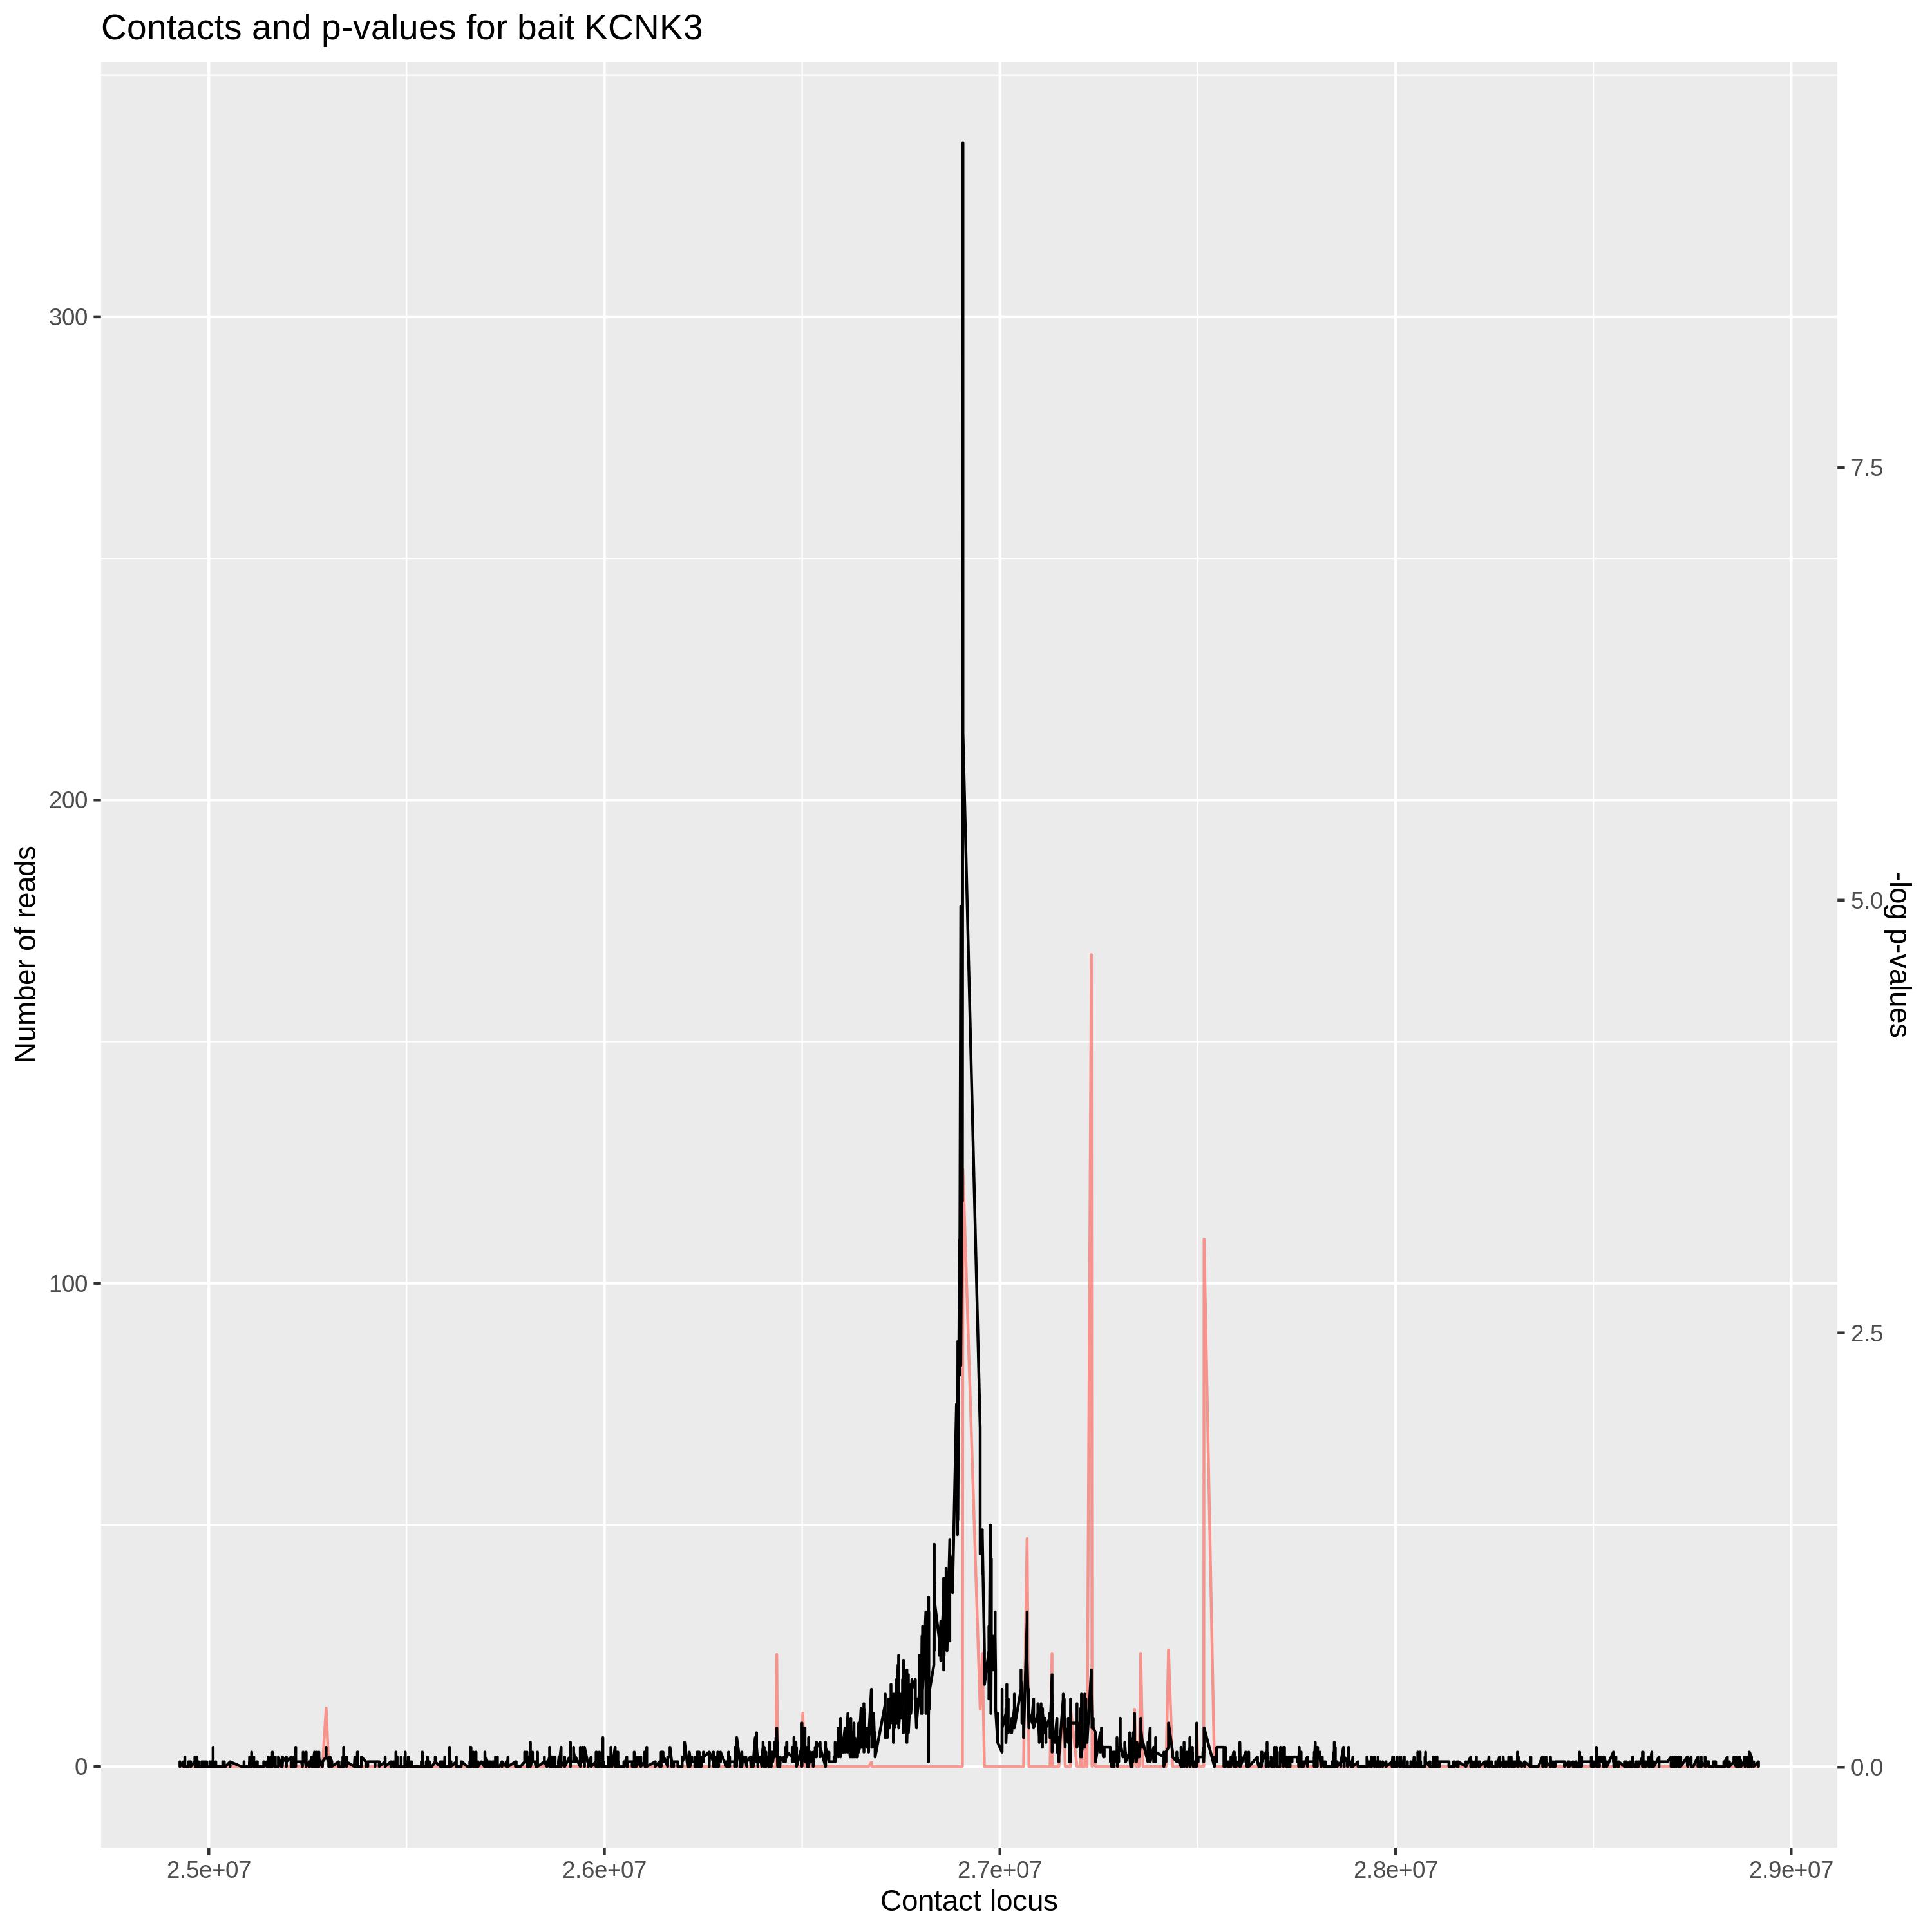 Contacts and p-values for bait KCNK3
Number of reads
300
200
100
0
7.5
5.0
2.5
0.0
-log p-values
2.5e+07
2.6e+07
2.7e+07
2.8e+07
2.9e+07
Contact locus